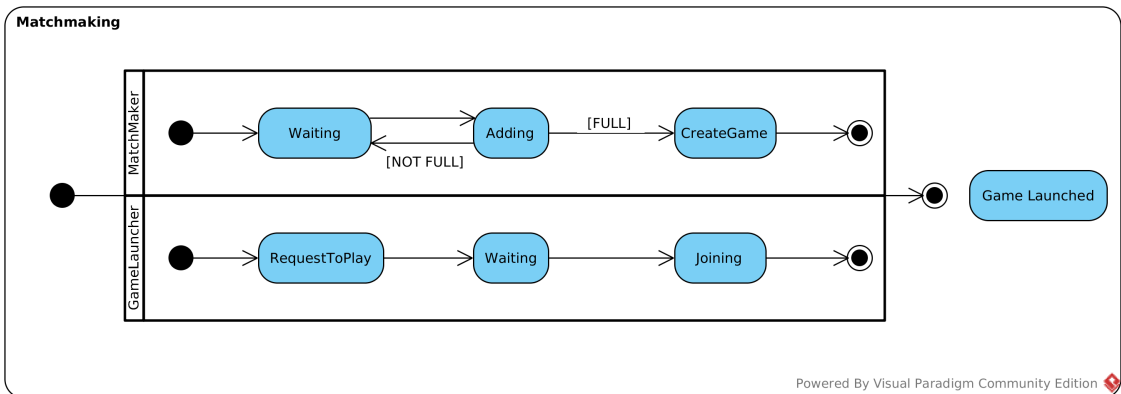 Matchmaking
MatchMaker
Waiting
Adding
[FULL]
CreateGame
[NOT FULL]
Game Launched
GameLauncher
RequestToPlay
Waiting
Joining
Powered By Visual Paradigm Community Edition